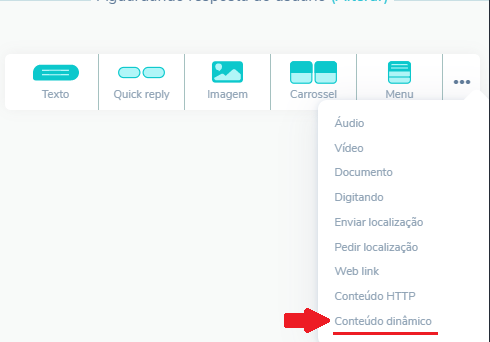 Aguardando resposta do usuário (Alterar)
Texto
Quick reply
Imagem
Carrossel
Menu
Áudio
Vídeo
Documento
Digitando
Enviar localização
Pedir localização
Web link
Conteúdo HTTP
Conteúdo dinâmico